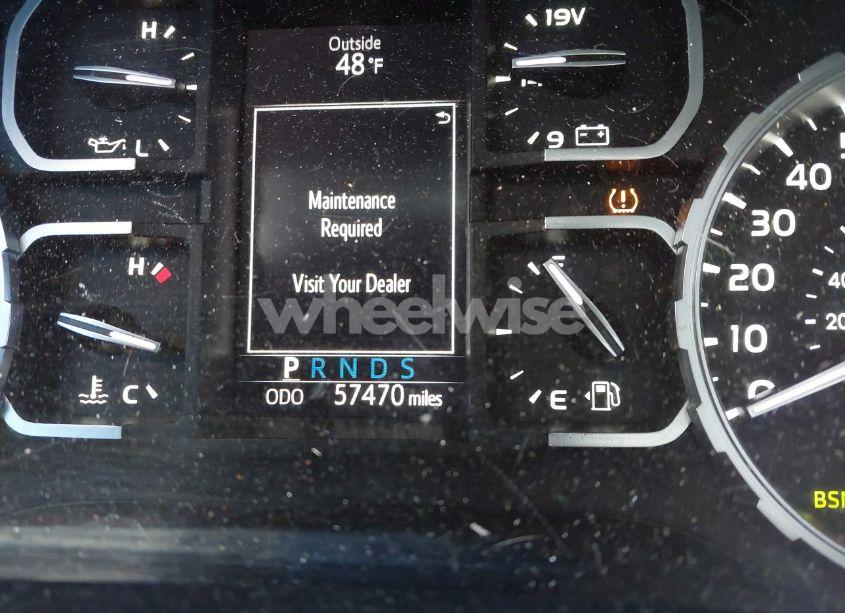 H
19V
Outside
48°F
L
9
Maintenance
Required
Visit Your Dealer
wheelwise
H
F
C
E
P R N D S
ODO 57470 miles
40
30
20
10
0
40
20